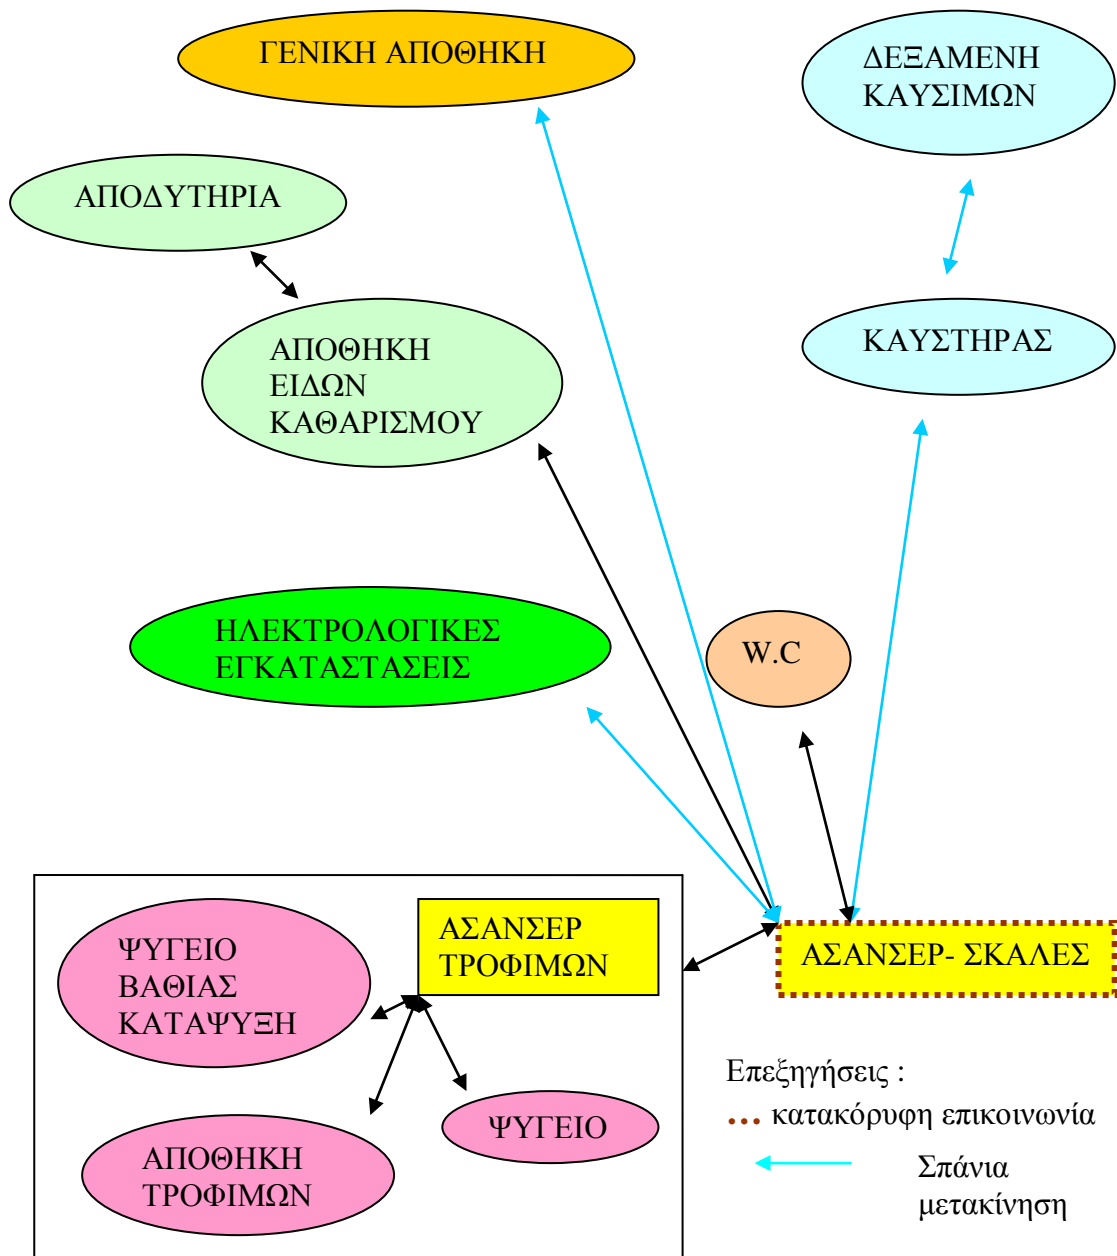 ΓΕΝΙΚΗ ΑΠΟΘΗΚΗ
ΔΕΞΑΜΕΝΗ
ΚΑΥΣΙΜΩΝ
ΑΠΟΔΥΤΗΡΙΑ
ΑΠΟΘΗΚΗ
ΕΙΔΩΝ
ΚΑΘΑΡΙΣΜΟΥ
ΚΑΥΣΤΗΡΑΣ
ΗΛΕΚΤΡΟΛΟΓΙΚΕΣ
ΕΓΚΑΤΑΣΤΑΣΕΙΣ
W.C
ΨΥΓΕΙΟ
ΒΑΘΙΑΣ
ΚΑΤΑΨΥΞΗ
ΑΣΑΝΣΕΡ
ΤΡΟΦΙΜΩΝ
ΑΣΑΝΣΕΡ- ΣΚΑΛΕΣ
ΑΠΟΘΗΚΗ
ΤΡΟΦΙΜΩΝ
ΨΥΓΕΙΟ
Επεξηγήσεις :
… κατακόρυφη επικοινωνία
Σπάνια
μετακίνηση